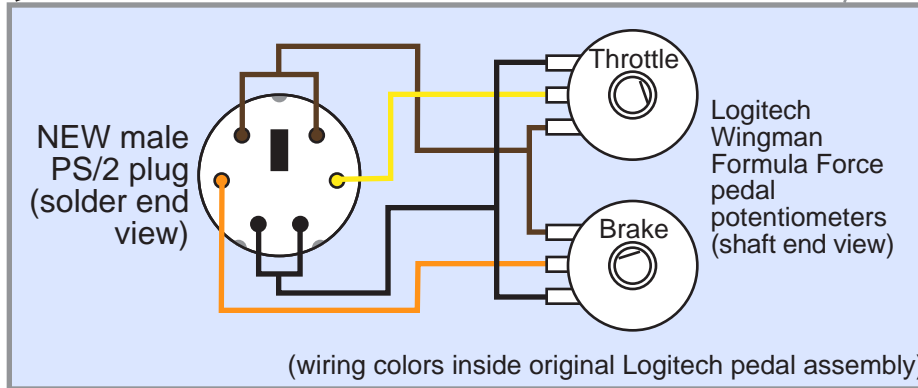 NEW male
PS/2 plug
(solder end
view)
Throttle
Brake
Logitech
Wingman
Formula Force
pedal
potentiometers
(shaft end view)
(wiring colors inside original Logitech pedal assembly)